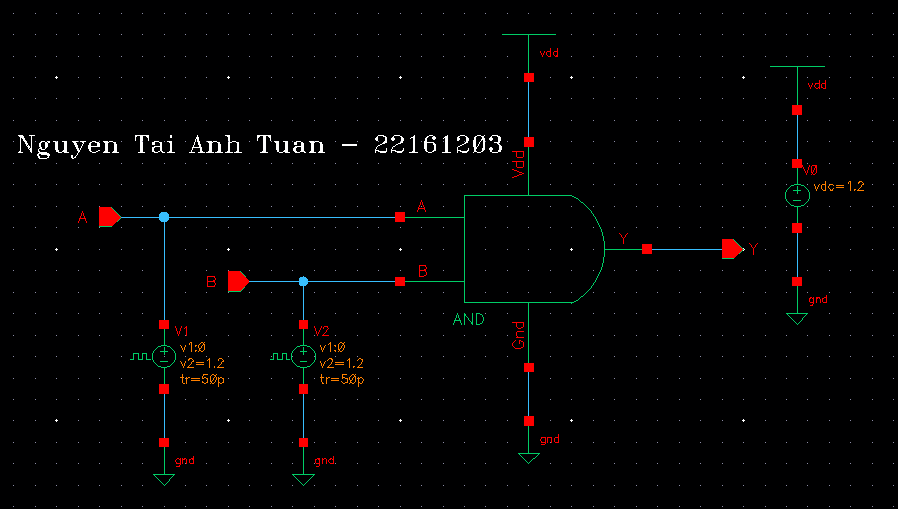 vdd
vdd
Nguyen Tai Anh Tuan - 22161203
Vdd
V0
vdc=1.2
A
A
Y
Y
B
B
gnd
AND
Gnd
V1
v1:0
v2=1.2
tr=50p
V2
v1:0
v2=1.2
tr=50p
gnd
gnd
gnd